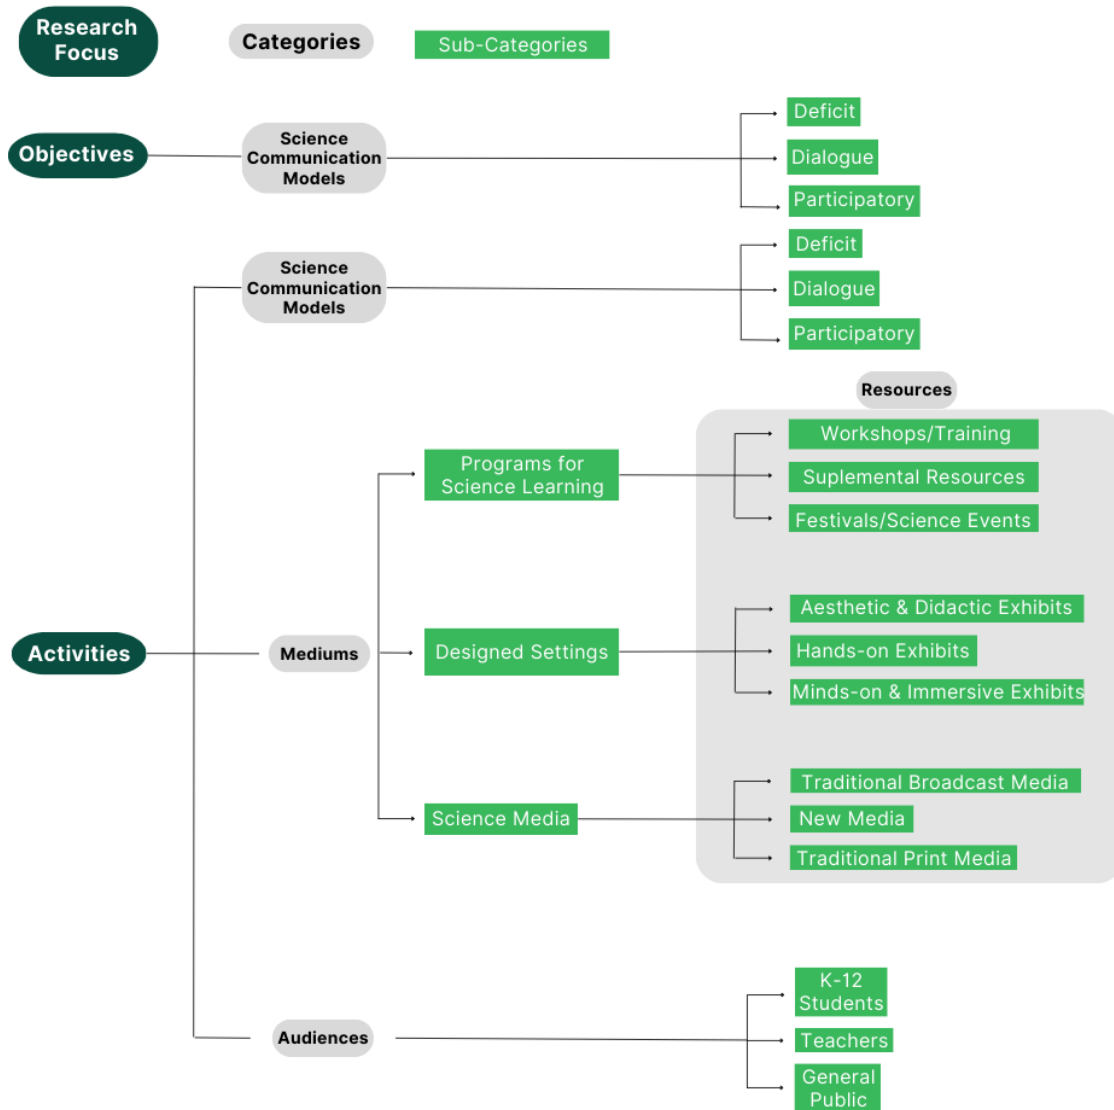 Research
Focus
Categories
Sub-Categories
Objectives
Science
Communication
Models
Deficit
Dialogue
Participatory
Science
Communication
Models
Deficit
Dialogue
Participatory
Resources
Programs for
Science Learning
Workshops/Training
Suplemental Resources
Festivals/Science Events
Activities
Mediums
Designed Settings
Aesthetic & Didactic Exhibits
Hands-on Exhibits
Minds-on & Immersive Exhibits
Science Media
Traditional Broadcast Media
New Media
Traditional Print Media
Audiences
K-12
Students
Teachers
General
Public